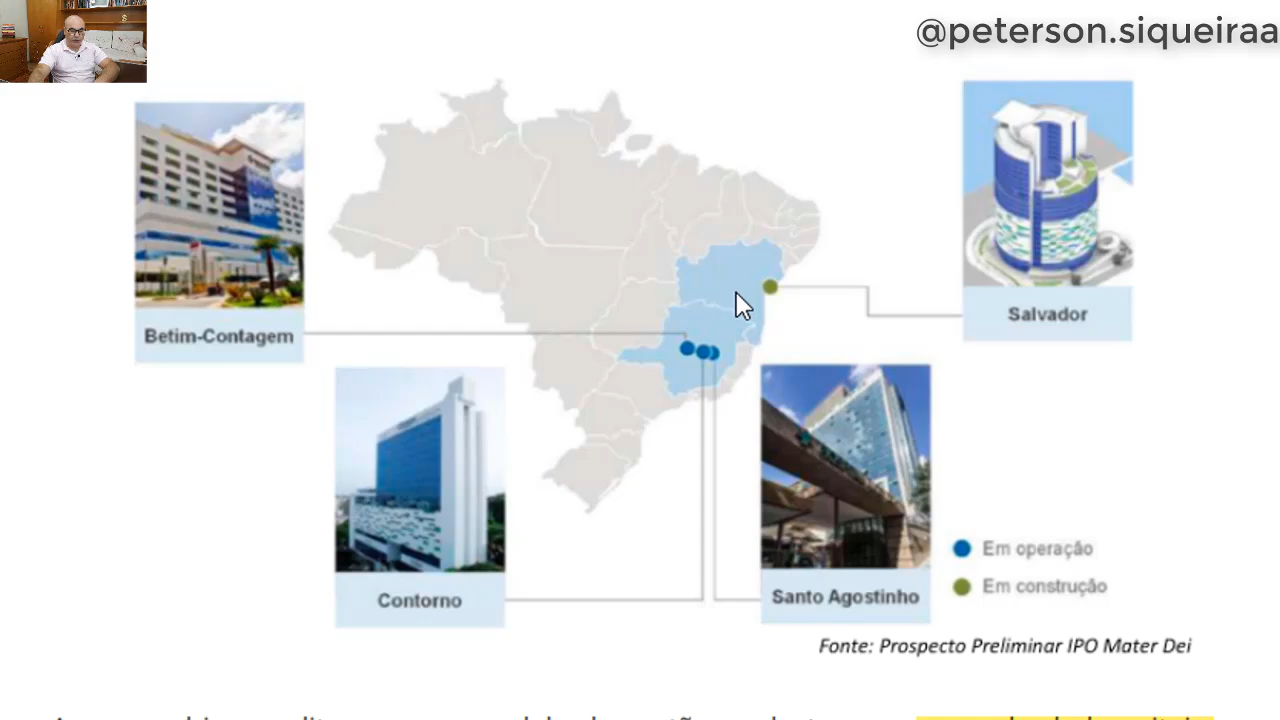 @peterson.siqueiraa
Betim-Contagem
Salvador
Contorno
Santo Agostinho
Em operação
Em construção
Fonte: Prospecto Preliminar IPO Mater Dei